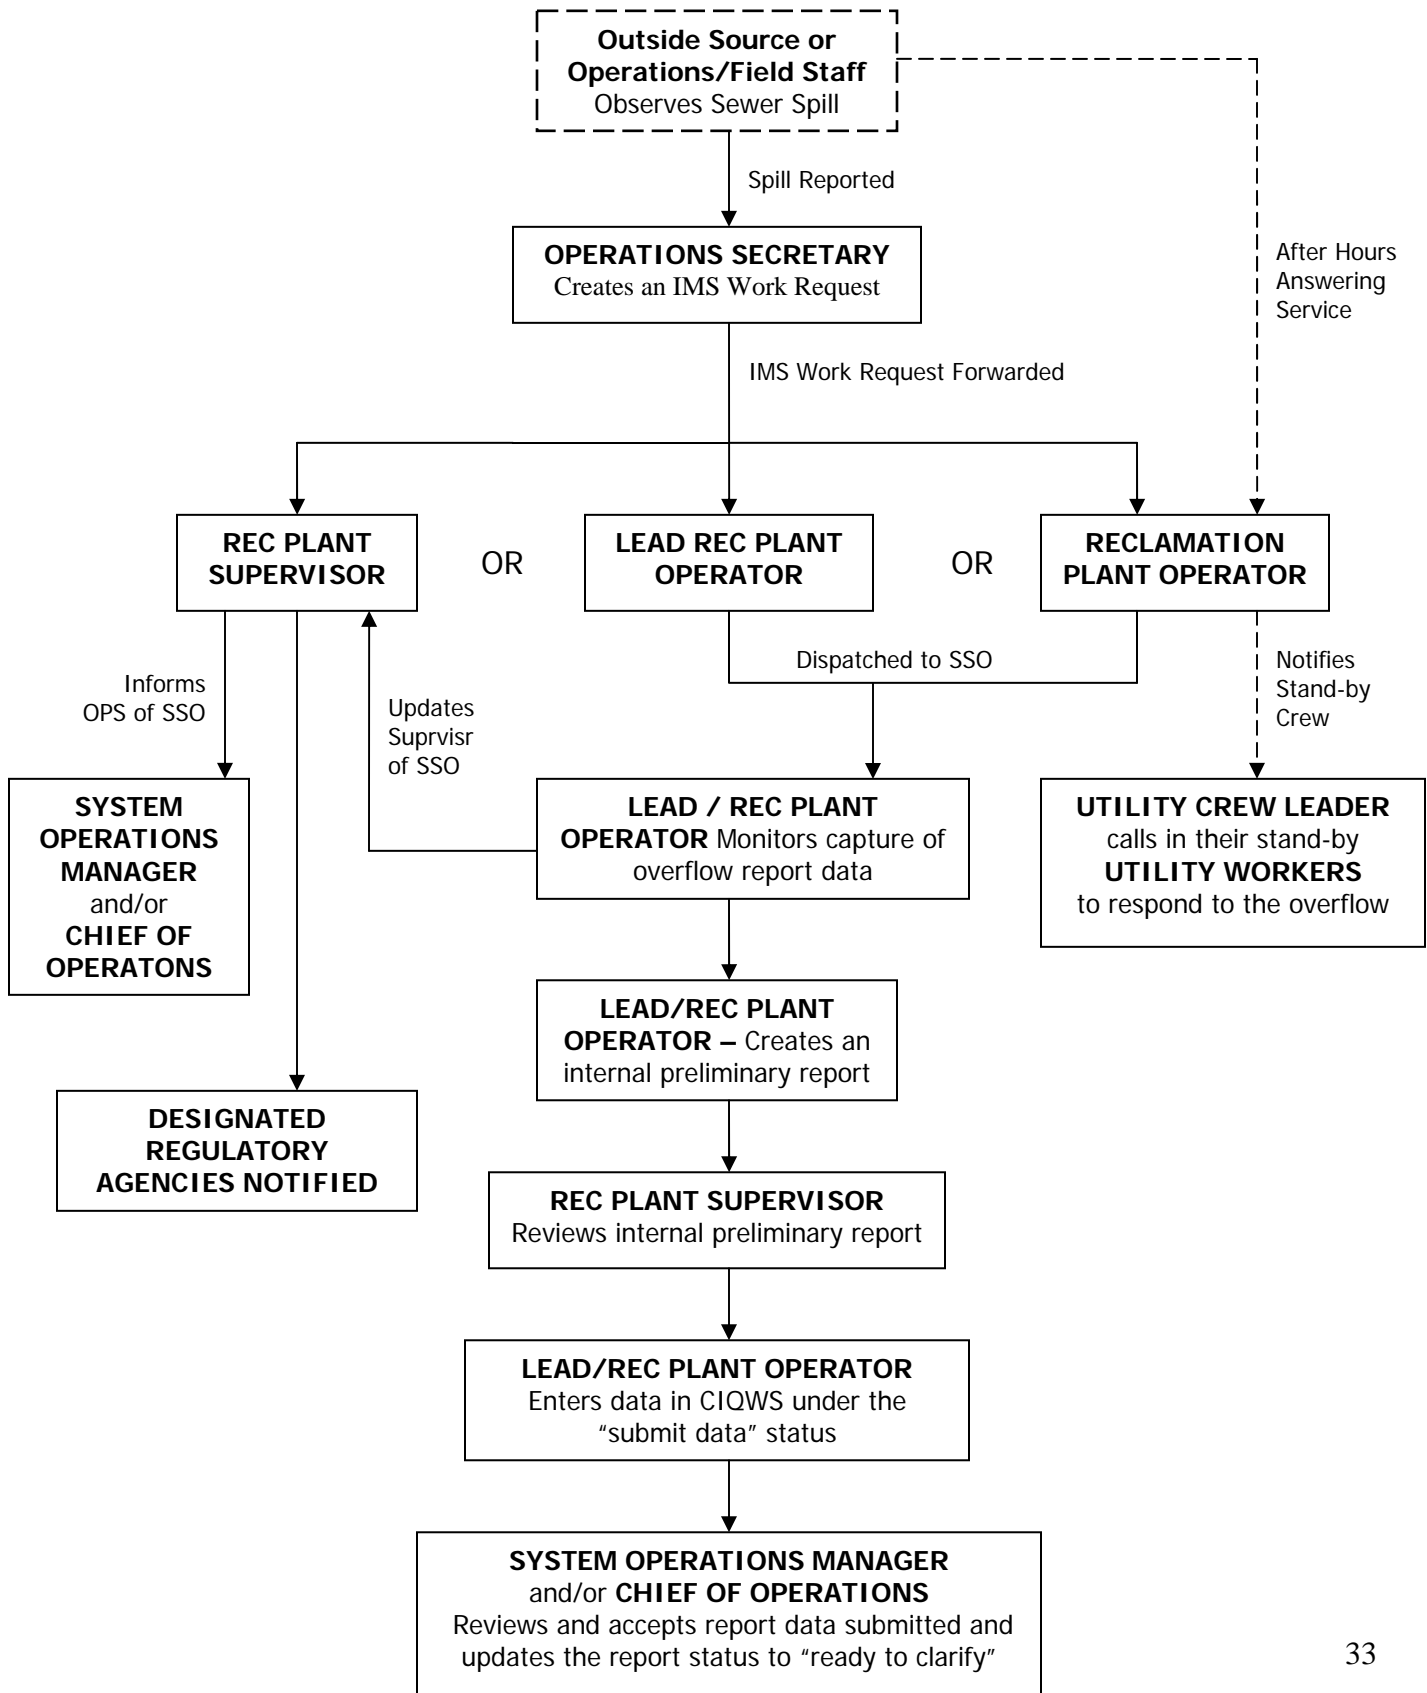 Outside Source or
Operations/Field Staff
Observes Sewer Spill
Spill Reported
OPERATIONS SECRETARY
Creates an IMS Work Request
After Hours
Answering
Service
IMS Work Request Forwarded
REC PLANT
SUPERVISOR
OR
LEAD REC PLANT
OPERATOR
OR
RECLAMATION
PLANT OPERATOR
Dispatched to SSO
Informs
OPS of SSO
Updates
Suprvisr
of SSO
Notifies
Stand-by
Crew
SYSTEM
OPERATIONS
MANAGER
and/or
CHIEF OF
OPERATONS
LEAD / REC PLANT
OPERATOR Monitors capture of
overflow report data
UTILITY CREW LEADER
calls in their stand-by
UTILITY WORKERS
to respond to the overflow
LEAD/REC PLANT
OPERATOR – Creates an
internal preliminary report
DESIGNATED
REGULATORY
AGENCIES NOTIFIED
REC PLANT SUPERVISOR
Reviews internal preliminary report
LEAD/REC PLANT OPERATOR
Enters data in CIQWS under the
“submit data” status
SYSTEM OPERATIONS MANAGER
and/or CHIEF OF OPERATIONS
Reviews and accepts report data submitted and
updates the report status to “ready to clarify”
33